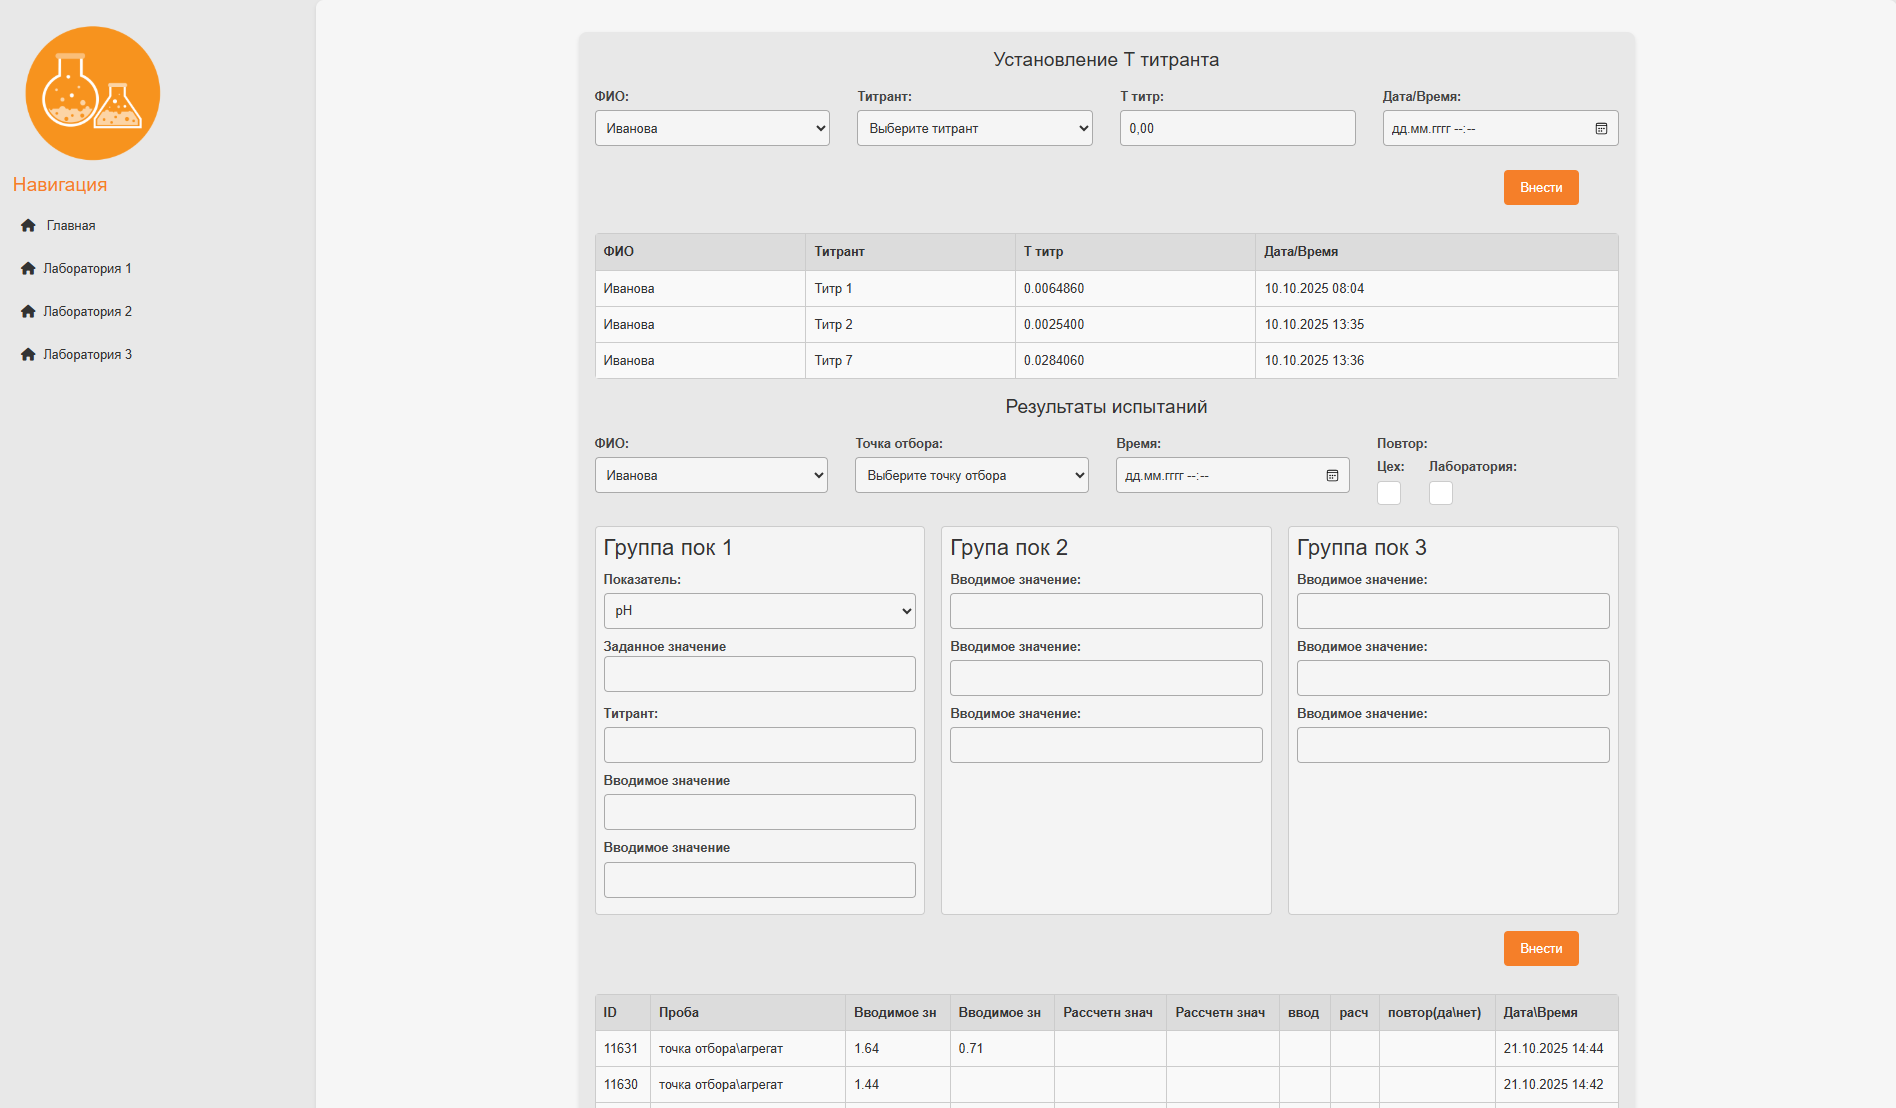 Навигация
Главная
Лаборатория 1
Лаборатория 2
Лаборатория 3
Установление Т титранта
ФИО: Титрант: Т титр: Дата/Время:
Иванова Выберите титрант 0,00 дд.мм.гггг --:--
Внести
ФИО Титрант Т титр Дата/Время
Иванова Титр 1 0.0064860 10.10.2025 08:04
Иванова Титр 2 0.0025400 10.10.2025 13:35
Иванова Титр 7 0.0284060 10.10.2025 13:36
Результаты испытаний
ФИО: Точка отбора: Время: Повтор:
Цех: Лаборатория:
Иванова Выберите точку отбора дд.мм.гггг --:--
Группа пок 1
Показатель:
pH
Заданное значение
Титрант:
Вводимое значение
Вводимое значение
Група пок 2
Вводимое значение:
Вводимое значение:
Вводимое значение:
Группа пок 3
Вводимое значение:
Вводимое значение:
Вводимое значение:
Внести
ID Проба Вводимое зн Вводимое зн Рассчетн знач Рассчетн знач ввод расч повтор(да\нет) Дата\Время
11631 точка отбора\агрегат 1.64 0.71 21.10.2025 14:44
11630 точка отбора\агрегат 1.44 21.10.2025 14:42